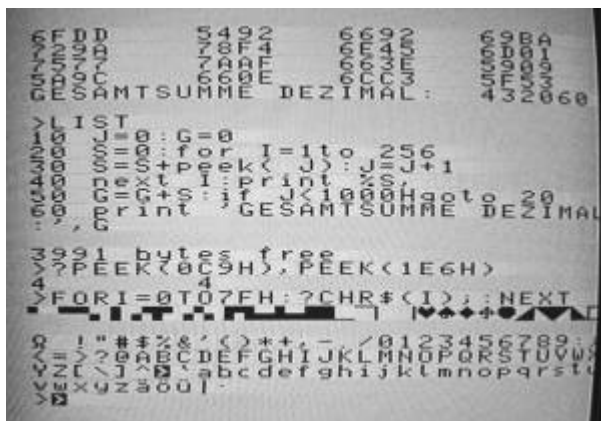 6FDD 5492 6692 69BA
729A 78F4 6E45 6D01
7577 7AAF 663E 5909
5A9C 660E 6CC3 5F53
GESAMTSUMME DEZIMAL: 432060
>LIST
10 J=0:G=0
20 S=0:for I=1to 256
30 S=S+peek( J):J=J+1
40 next I:print %S,
50 G=G+S:if J<1000Hgoto 20
60 print 'GESAMTSUMME DEZIMAL
:',G
3991 bytes free
>?PEEK(0C9H),PEEK(1E6H)
4 4
>FORI=0TO7FH:?CHR$(I);:NEXT
Ω !"#$%&'()*+,-./0123456789:;
<=>?@ABCDEFGHIJKLMNOPQRSTUVWX
YZ[\]^ `abcdefghijklmnopqrstu
vwxyzäöü|
>